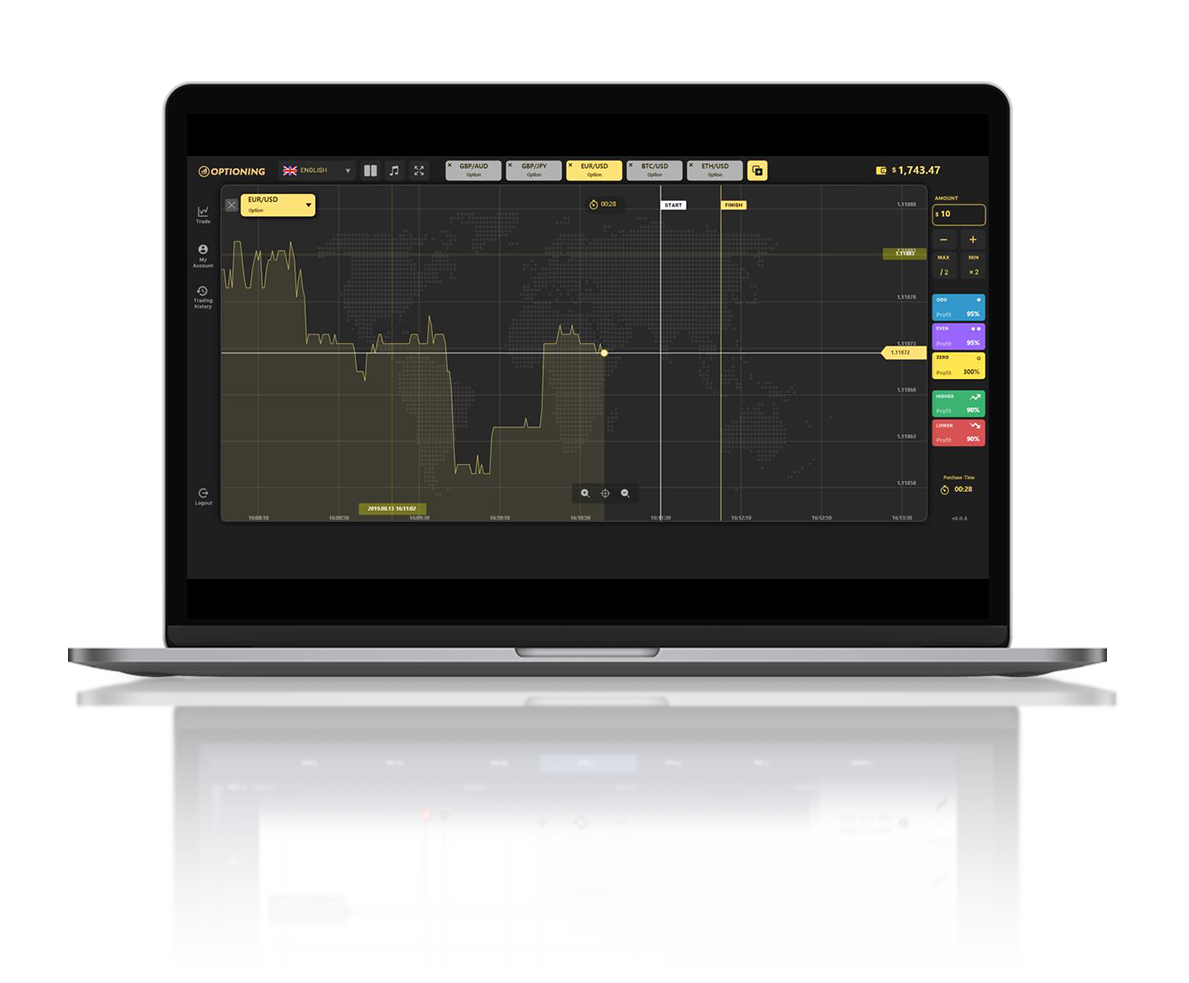 OPTIONING
ENGLISH
GBP/AUD
Option
GBP/JPY
Option
EUR/USD
Option
BTC/USD
Option
ETH/USD
Option
$ 1,743.47
Trade
My
Account
Trading
history
Logout
EUR/USD
Option
00:28
START
FINISH
1.11888
1.11883
1.11878
1.11873
1.11872
1.11868
1.11863
1.11858
2019.08.13 16:11:02
16:08:10
16:08:50
16:09:30
16:10:10
16:10:50
16:11:30
16:12:10
16:12:50
16:13:30
AMOUNT
$ 10
− +
MAX MIN
/ 2 × 2
ODD
Profit 95%
EVEN
Profit 95%
ZERO
Profit 300%
HIGHER
Profit 90%
LOWER
Profit 90%
Purchase Time
00:28
v0.0.4